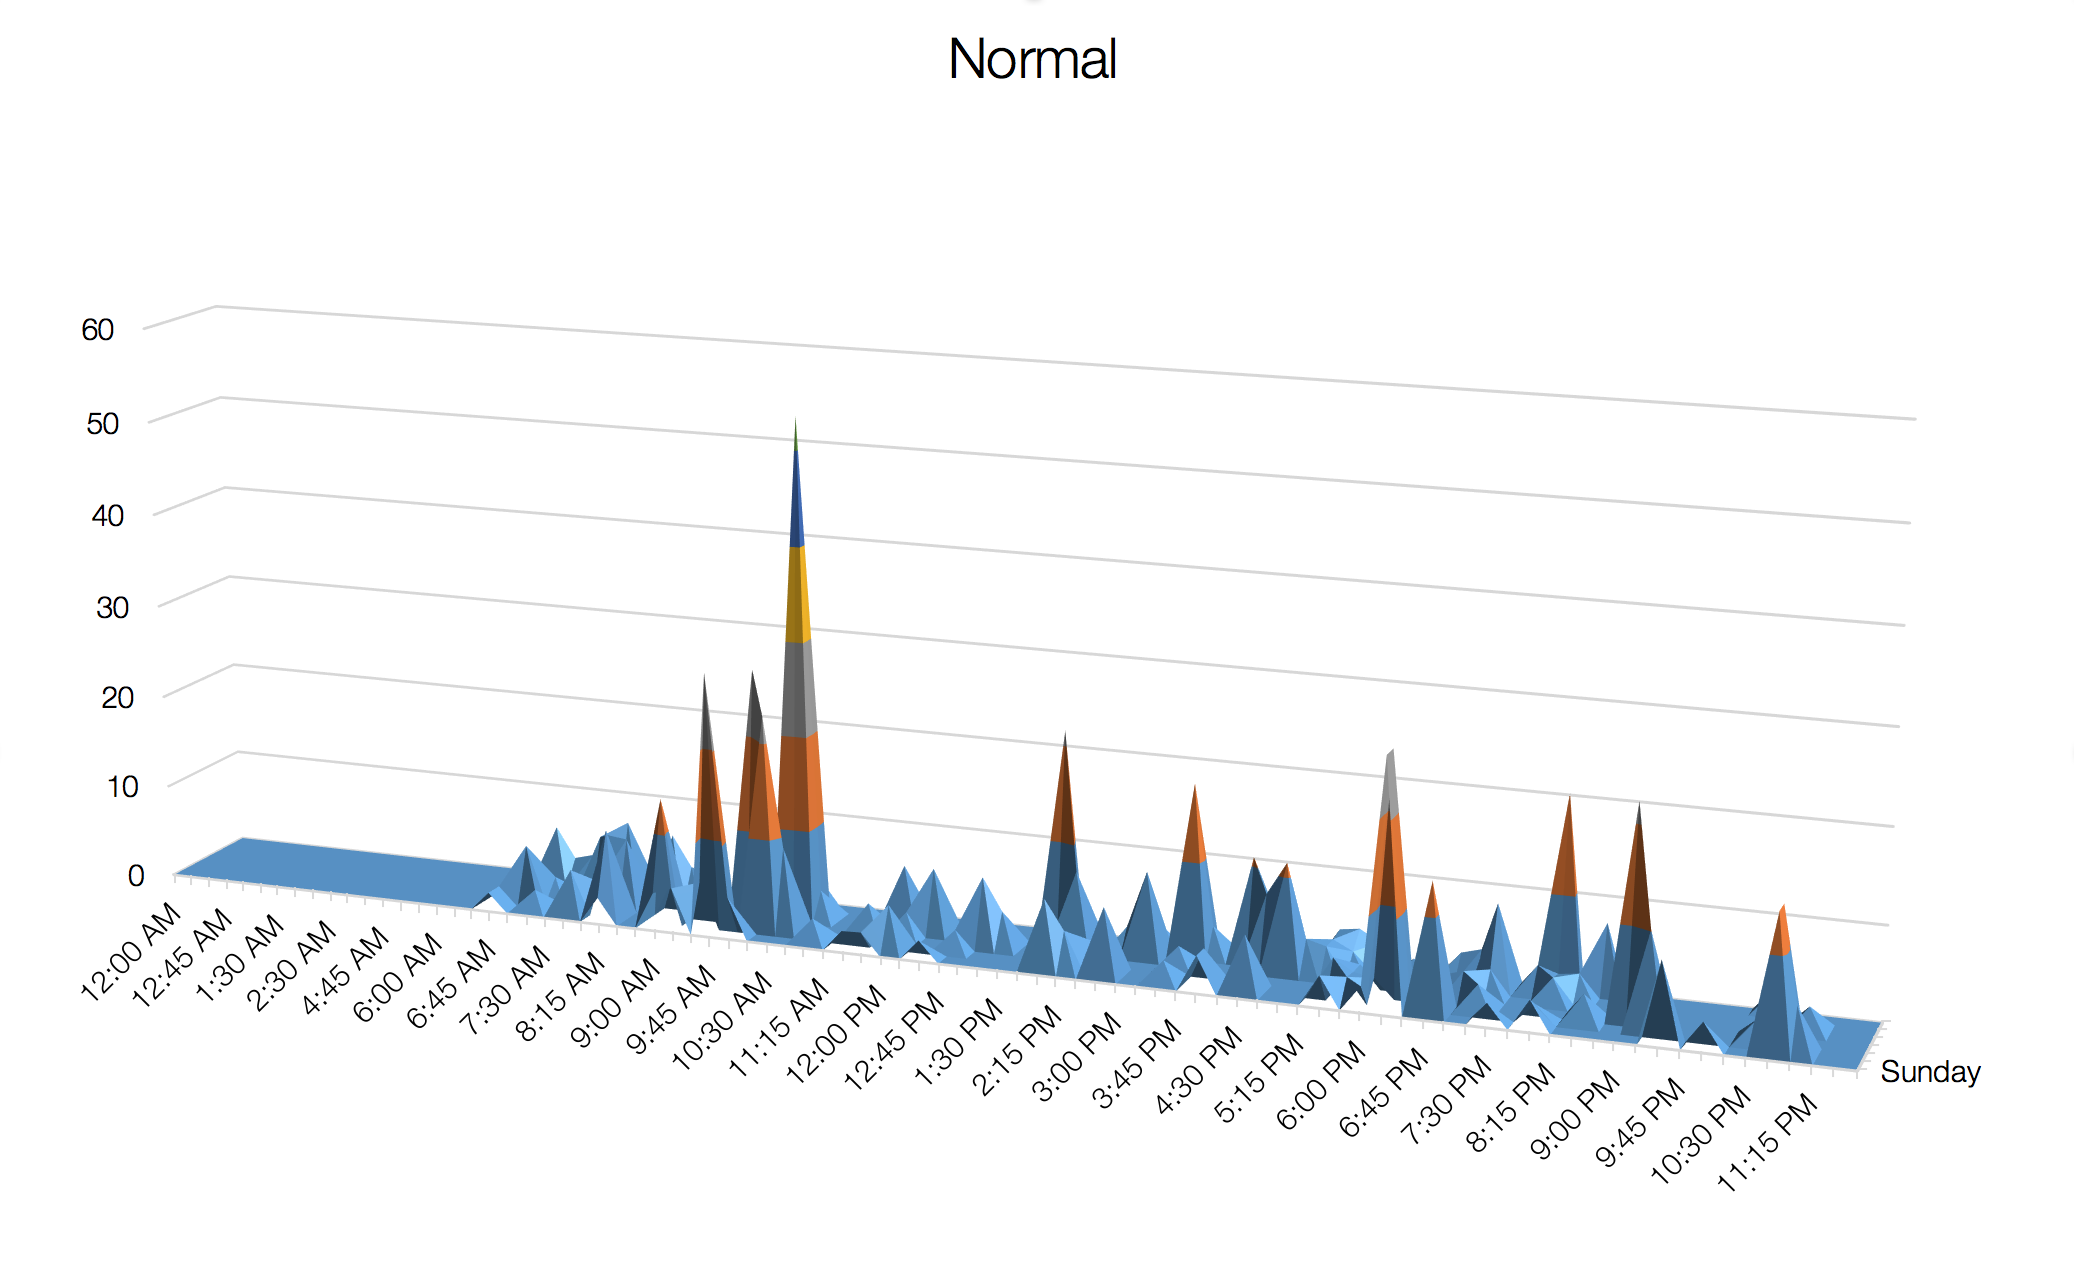 Normal
60
50
40
30
20
10
0
12:00 AM
12:45 AM
1:30 AM
2:30 AM
4:45 AM
6:00 AM
6:45 AM
7:30 AM
8:15 AM
9:00 AM
9:45 AM
10:30 AM
11:15 AM
12:00 PM
12:45 PM
1:30 PM
2:15 PM
3:00 PM
3:45 PM
4:30 PM
5:15 PM
6:00 PM
6:45 PM
7:30 PM
8:15 PM
9:00 PM
9:45 PM
10:30 PM
11:15 PM
Sunday